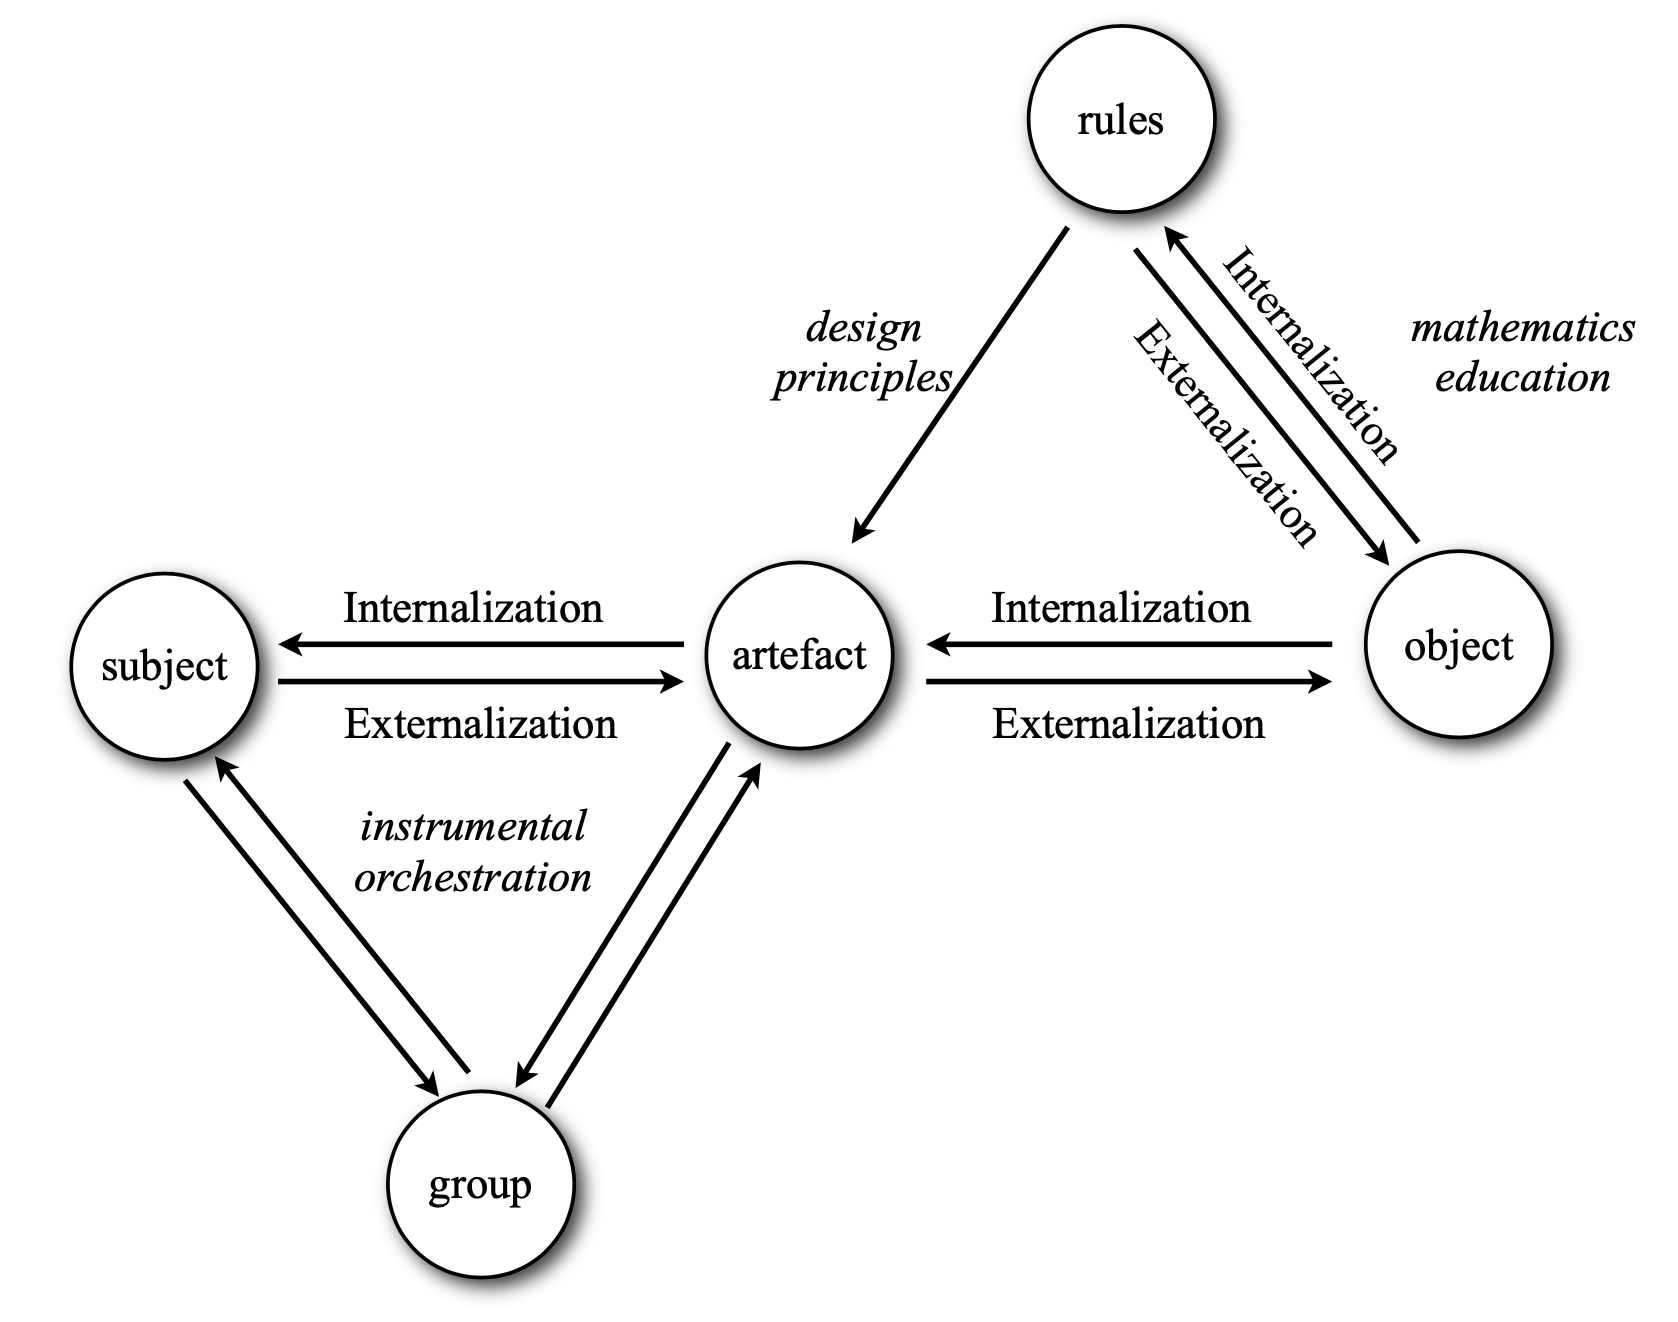 rules
design
principles
Internalization
Externalization
mathematics
education
subject
Internalization
Externalization
artefact
Internalization
Externalization
object
instrumental
orchestration
group